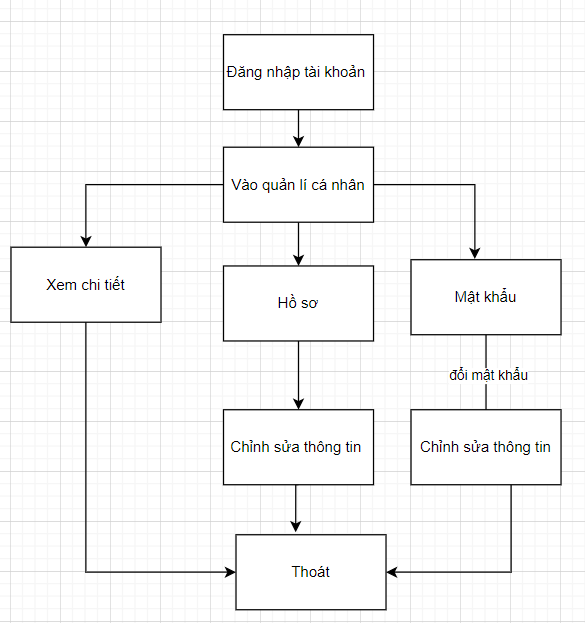 Đăng nhập tài khoản
Vào quản lí cá nhân
Xem chi tiết
Hồ sơ
Mật khẩu
đổi mật khẩu
Chỉnh sửa thông tin
Chỉnh sửa thông tin
Thoát